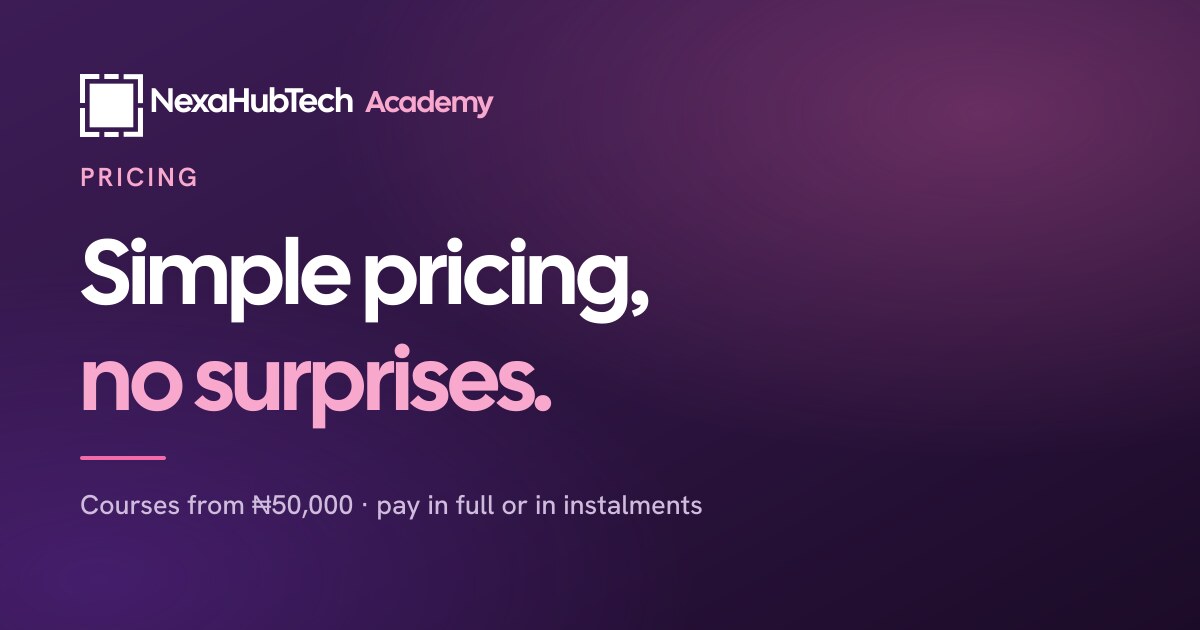 NexaHubTech Academy
PRICING
Simple pricing,
no surprises.
Courses from ₦50,000 · pay in full or in instalments